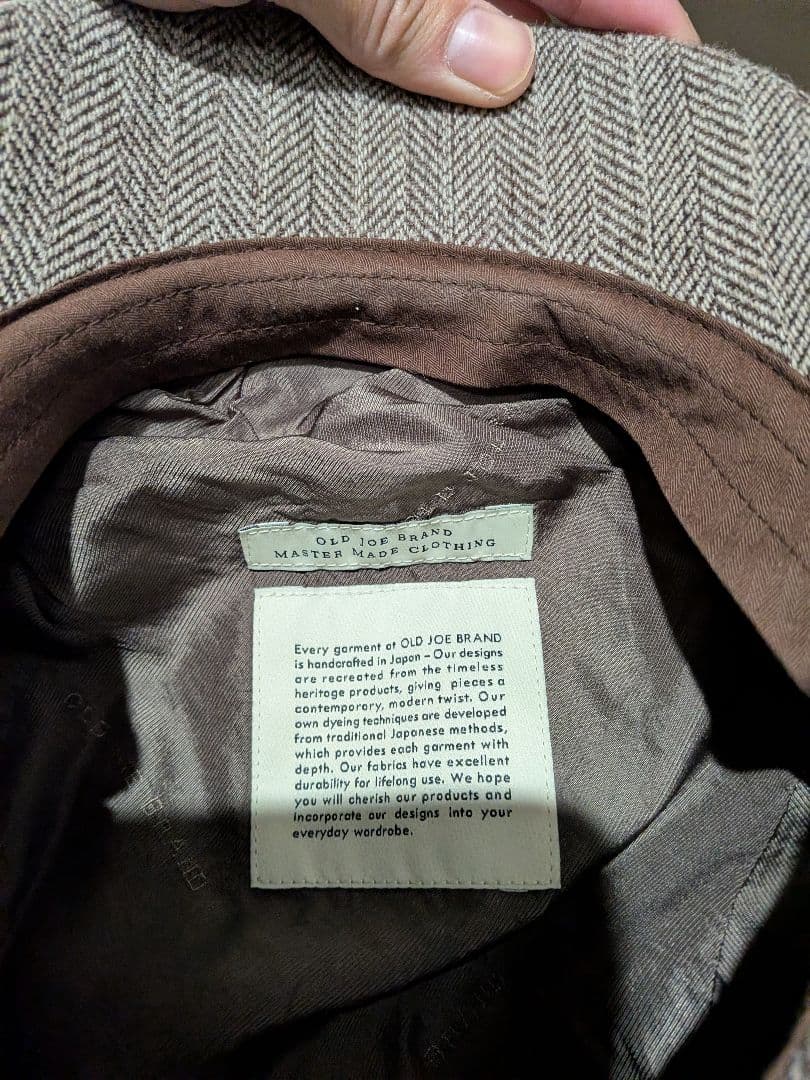 OLD JOE BRAND
MASTER MADE CLOTHING
Every garment at OLD JOE BRAND
is handcrafted in Japan – Our designs
are recreated from the timeless
heritage products, giving pieces a
contemporary, modern twist. Our
own dyeing techniques are developed
from traditional Japanese methods,
which provides each garment with
depth. Our fabrics have excellent
durability for lifelong use. We hope
you will cherish our products and
incorporate our designs into your
everyday wardrobe.
OLD
BRAND